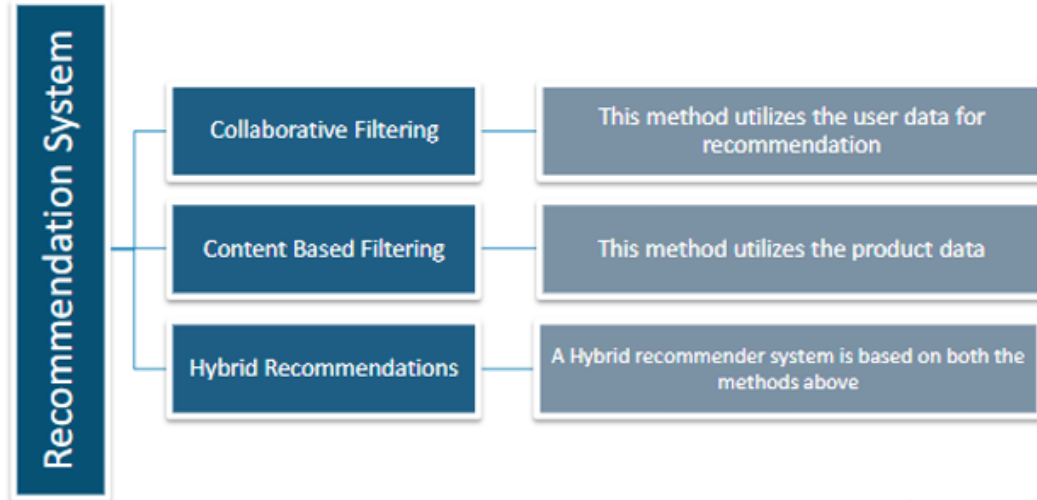 Recommendation System
Collaborative Filtering
This method utilizes the user data for
recommendation
Content Based Filtering
This method utilizes the product data
Hybrid Recommendations
A Hybrid recommender system is based on both the
methods above